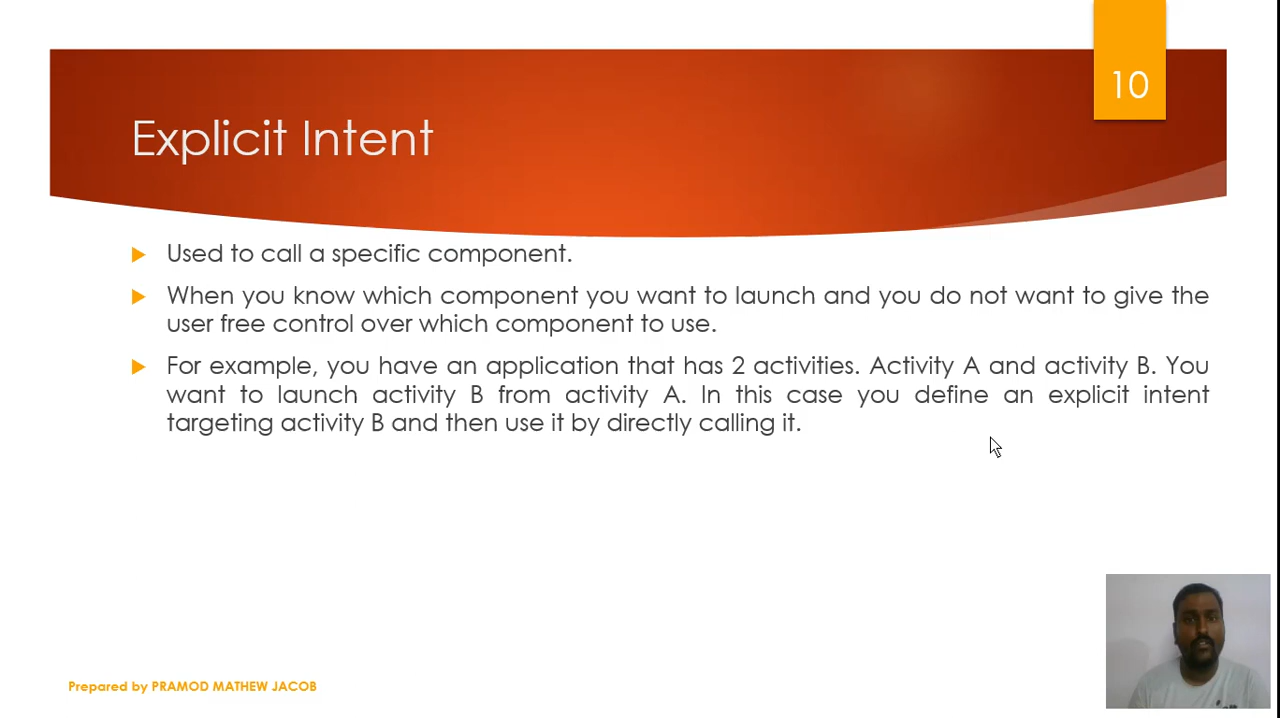 10
Explicit Intent
Used to call a specific component.
When you know which component you want to launch and you do not want to give the
user free control over which component to use.
For example, you have an application that has 2 activities. Activity A and activity B. You
want to launch activity B from activity A. In this case you define an explicit intent
targeting activity B and then use it by directly calling it.
Prepared by PRAMOD MATHEW JACOB